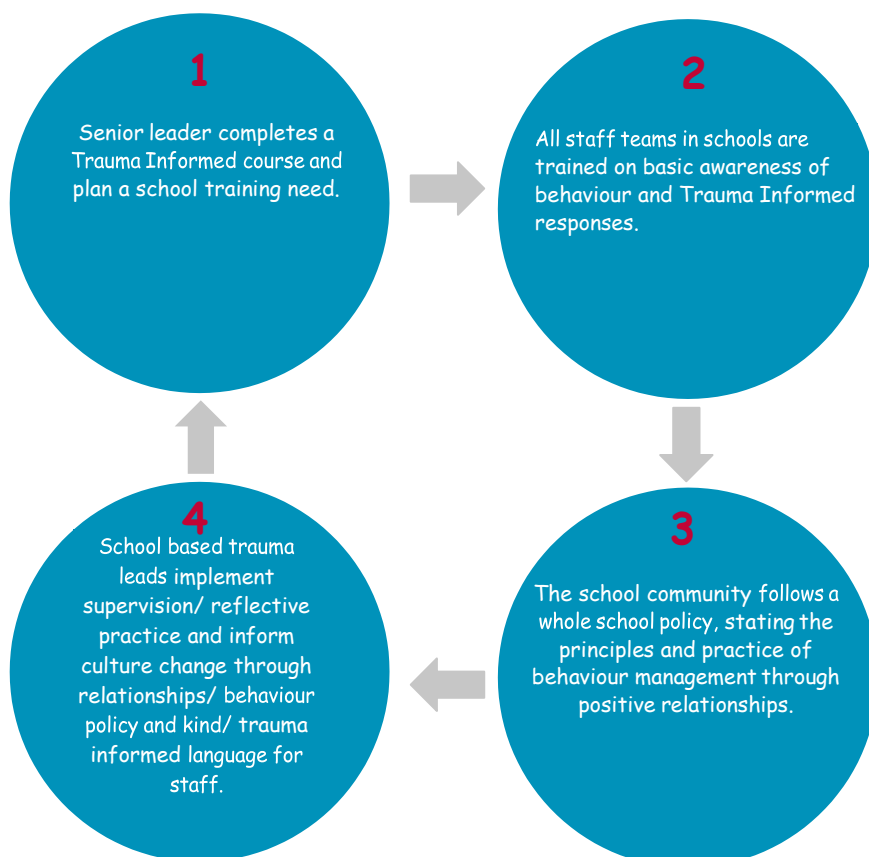 1
Senior leader completes a
Trauma Informed course and
plan a school training need.
2
All staff teams in schools are
trained on basic awareness of
behaviour and Trauma Informed
responses.
3
The school community follows a
whole school policy, stating the
principles and practice of
behaviour management through
positive relationships.
4
School based trauma
leads implement
supervision/ reflective
practice and inform
culture change through
relationships/ behaviour
policy and kind/ trauma
informed language for
staff.